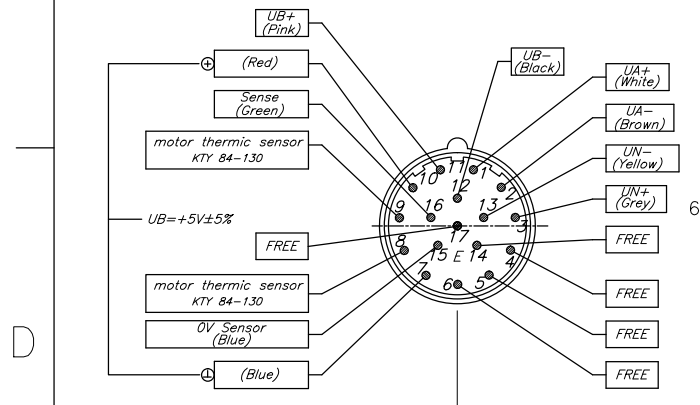 UB+
(Pink)
(Red)
Sense
(Green)
motor thermic sensor
KTY 84-130
UB=+5V±5%
FREE
motor thermic sensor
KTY 84-130
0V Sensor
(Blue)
(Blue)
UB-
(Black)
UA+
(White)
UA-
(Brown)
UN-
(Yellow)
UN+
(Grey)
FREE
FREE
FREE
FREE
11
1
10
12
2
9
16
13
3
17
8
15
E
14
4
7
6
5
6
D